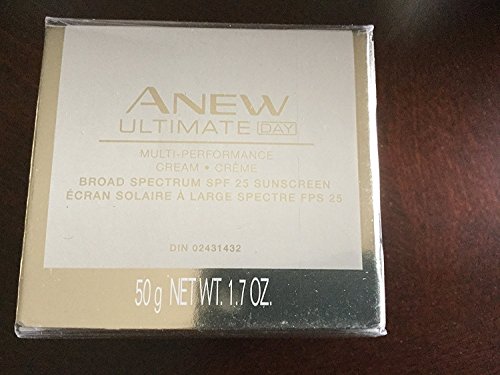 ANEW
ULTIMATE DAY
MULTI-PERFORMANCE
CREAM • CRÈME
BROAD SPECTRUM SPF 25 SUNSCREEN
ÉCRAN SOLAIRE À LARGE SPECTRE FPS 25
DIN 02431432
50 g NET WT. 1.7 OZ.